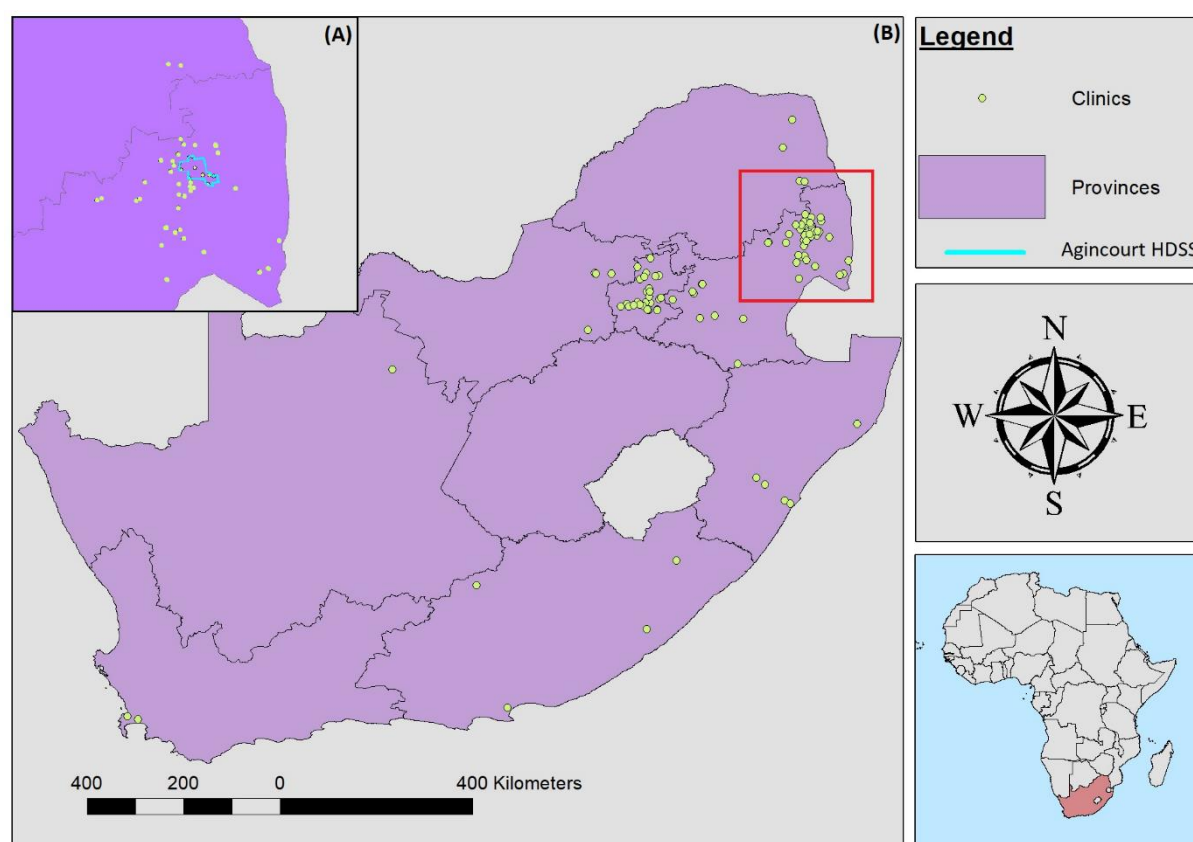 (A)
(B)
Legend
Clinics
Provinces
Agincourt HDSS
N
W E
S
400 200 0 400 Kilometers